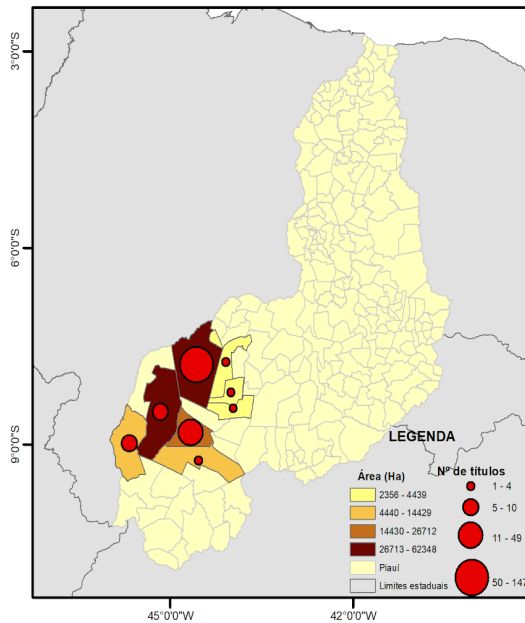 3°0'0"S
6°0'0"S
9°0'0"S
45°0'0"W
42°0'0"W
LEGENDA
Área (Ha)
2356 - 4439
4440 - 14429
14430 - 26712
26713 - 62348
Piauí
Limites estaduais
Nº de títulos
1 - 4
5 - 10
11 - 49
50 - 147